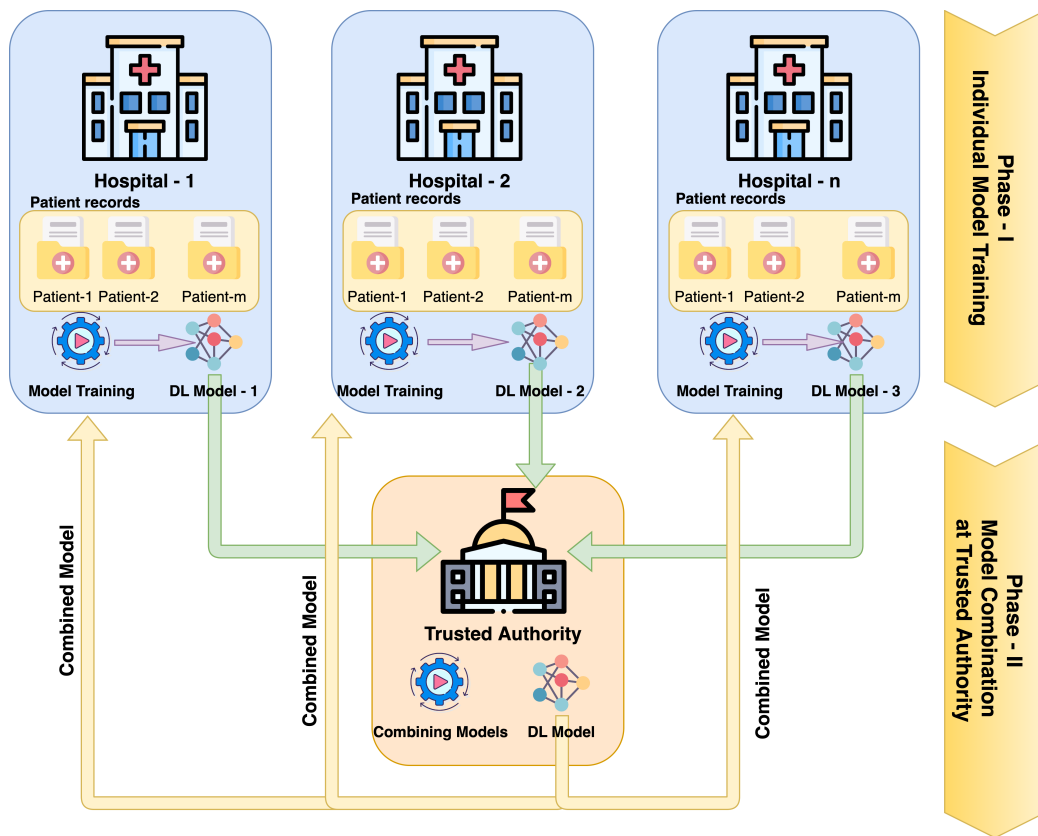 Hospital - 1
Patient records
Patient-1 Patient-2 Patient-m
Model Training
DL Model - 1
Hospital - 2
Patient records
Patient-1 Patient-2 Patient-m
Model Training
DL Model - 2
Hospital - n
Patient records
Patient-1 Patient-2 Patient-m
Model Training
DL Model - 3
Phase - I
Individual Model Training
Combined Model
Combined Model
Trusted Authority
Combining Models
DL Model
Combined Model
Phase - II
Model Combination
at Trusted Authority